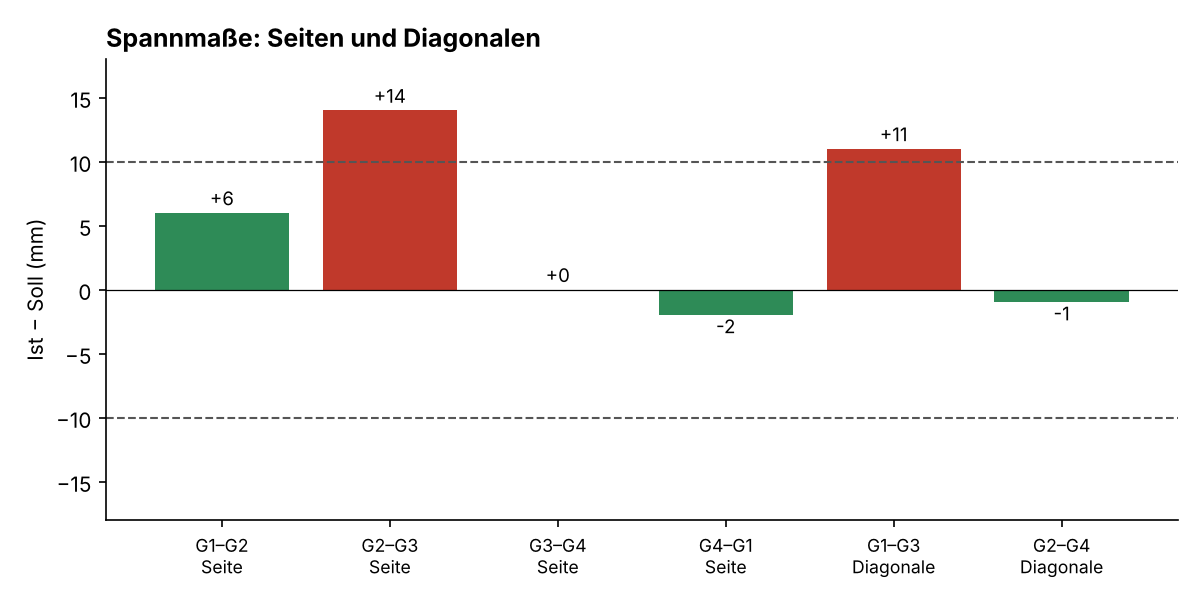 Spannmaße: Seiten und Diagonalen
Ist − Soll (mm)
15
10
5
0
−5
−10
−15
+6
+14
+0
-2
+11
-1
G1–G2
Seite
G2–G3
Seite
G3–G4
Seite
G4–G1
Seite
G1–G3
Diagonale
G2–G4
Diagonale